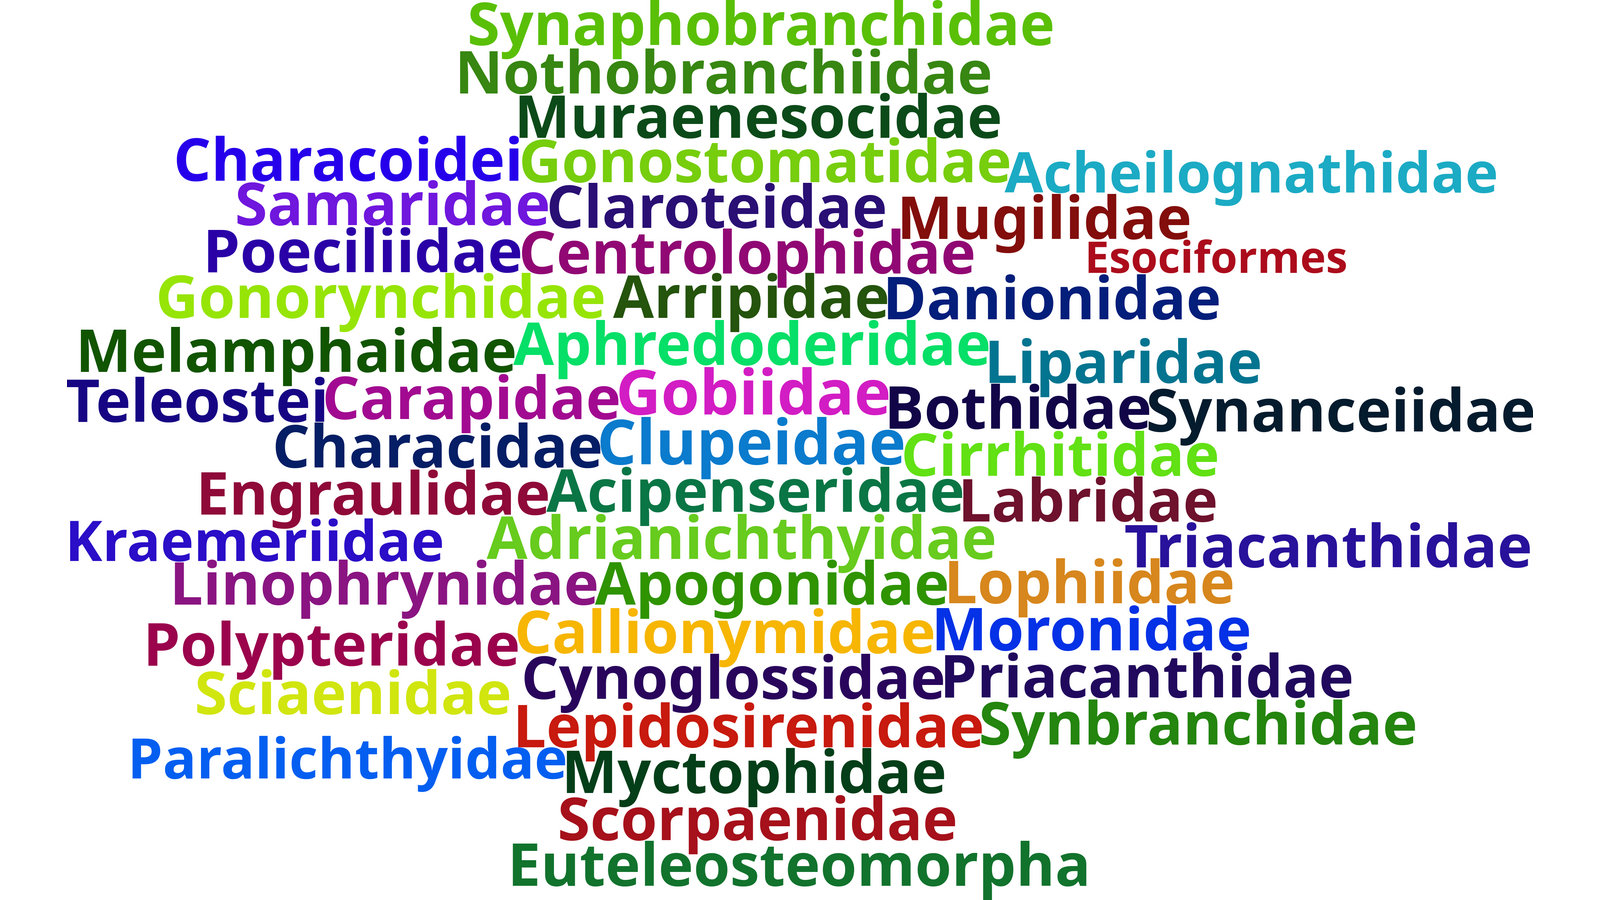 Synaphobranchidae
Nothobranchiidae
Muraenesocidae
Characoidei Gonostomatidae Acheilognathidae
Samaridae Claroteidae Mugilidae
Poeciliidae Centrolophidae Esociformes
Gonorynchidae Arripidae Danionidae
Melamphaidae Aphredoderidae Liparidae
Teleostei Carapidae Gobiidae Bothidae Synanceiidae
Characidae Clupeidae Cirrhitidae
Engraulidae Acipenseridae Labridae
Kraemeriidae Adrianichthyidae Triacanthidae
Linophrynidae Apogonidae Lophiidae
Polypteridae Callionymidae Moronidae
Sciaenidae Cynoglossidae Priacanthidae
Lepidosirenidae Synbranchidae
Paralichthyidae Myctophidae
Scorpaenidae
Euteleosteomorpha